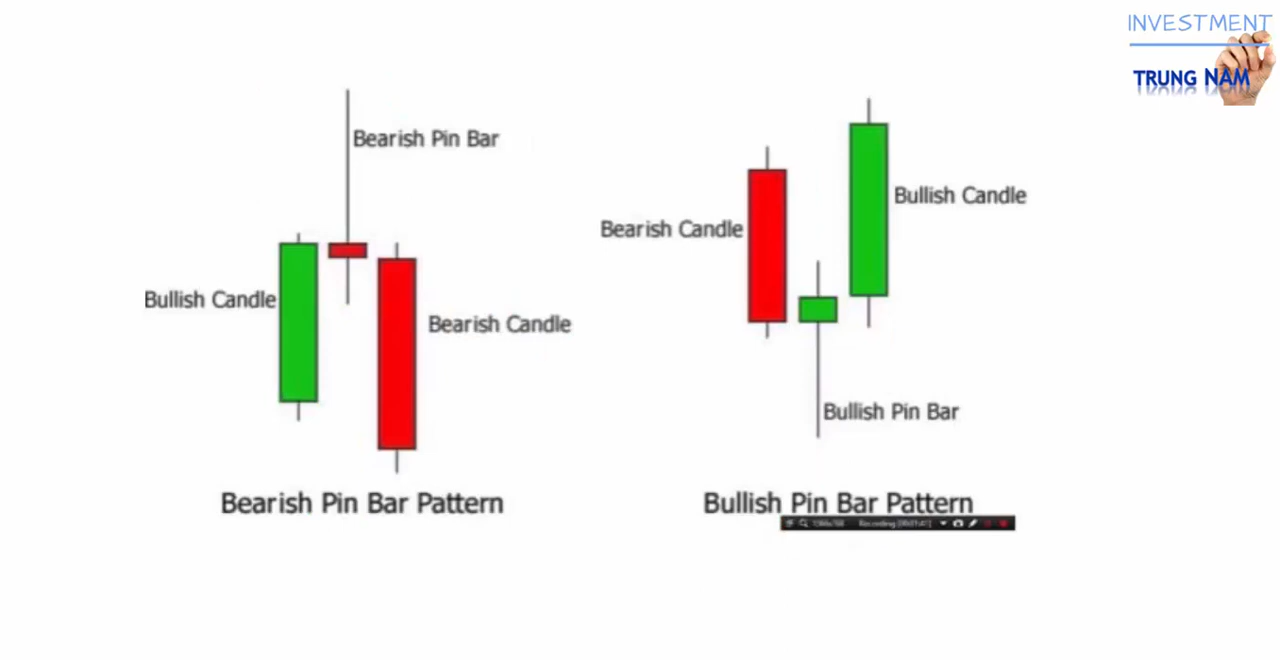 INVESTMENT
TRUNG NAM
Bearish Pin Bar
Bullish Candle
Bearish Candle
Bearish Pin Bar Pattern
Bearish Candle
Bullish Candle
Bullish Pin Bar
Bullish Pin Bar Pattern
Recording